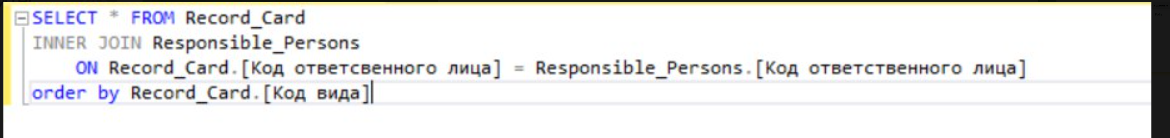 SELECT * FROM Record_Card
INNER JOIN Responsible_Persons
ON Record_Card.[Код ответсвенного лица] = Responsible_Persons.[Код ответственного лица]
order by Record_Card.[Код вида]